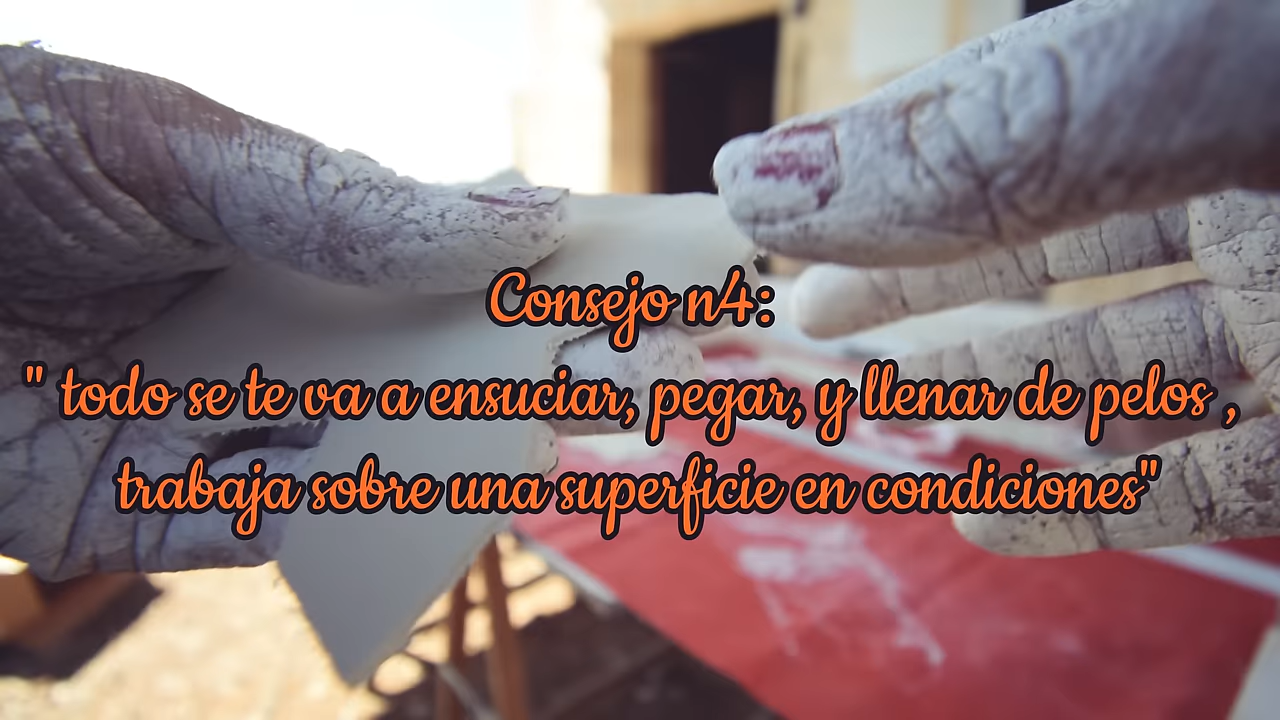 Consejo n4:
" todo se te va a ensuciar, pegar, y llenar de pelos ,
trabaja sobre una superficie en condiciones"